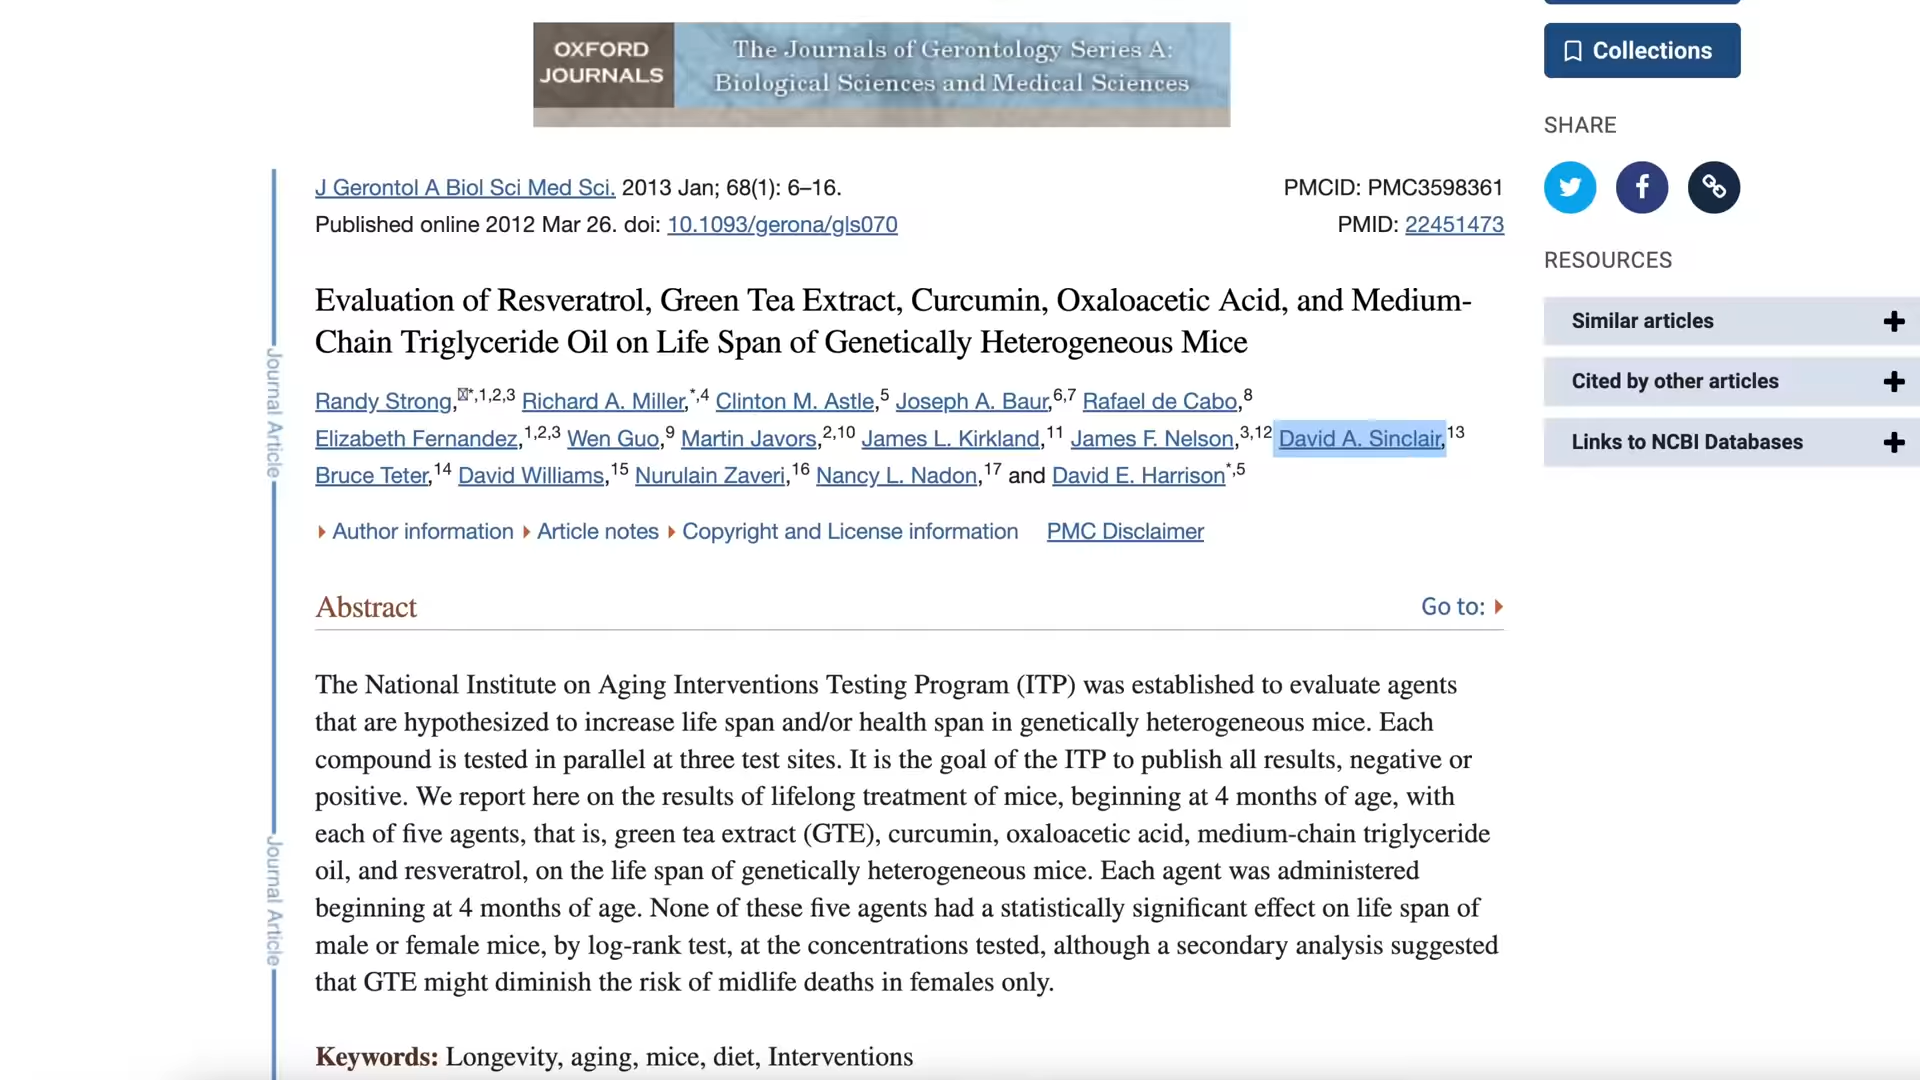 OXFORD
JOURNALS
The Journals of Gerontology Series A:
Biological Sciences and Medical Sciences
Collections
SHARE
J Gerontol A Biol Sci Med Sci. 2013 Jan; 68(1): 6–16.
PMCID: PMC3598361
Published online 2012 Mar 26. doi: 10.1093/gerona/gls070
PMID: 22451473
RESOURCES
Similar articles
Cited by other articles
Links to NCBI Databases
Evaluation of Resveratrol, Green Tea Extract, Curcumin, Oxaloacetic Acid, and Medium-
Chain Triglyceride Oil on Life Span of Genetically Heterogeneous Mice
Randy Strong,*,1,2,3 Richard A. Miller,*,4 Clinton M. Astle,5 Joseph A. Baur,6,7 Rafael de Cabo,8
Elizabeth Fernandez,1,2,3 Wen Guo,9 Martin Javors,2,10 James L. Kirkland,11 James F. Nelson,3,12 David A. Sinclair,13
Bruce Teter,14 David Williams,15 Nurulain Zaveri,16 Nancy L. Nadon,17 and David E. Harrison*,5
Author information Article notes Copyright and License information PMC Disclaimer
Abstract
Go to:
The National Institute on Aging Interventions Testing Program (ITP) was established to evaluate agents
that are hypothesized to increase life span and/or health span in genetically heterogeneous mice. Each
compound is tested in parallel at three test sites. It is the goal of the ITP to publish all results, negative or
positive. We report here on the results of lifelong treatment of mice, beginning at 4 months of age, with
each of five agents, that is, green tea extract (GTE), curcumin, oxaloacetic acid, medium-chain triglyceride
oil, and resveratrol, on the life span of genetically heterogeneous mice. Each agent was administered
beginning at 4 months of age. None of these five agents had a statistically significant effect on life span of
male or female mice, by log-rank test, at the concentrations tested, although a secondary analysis suggested
that GTE might diminish the risk of midlife deaths in females only.
Keywords: Longevity, aging, mice, diet, Interventions
Journal Article
Journal Article